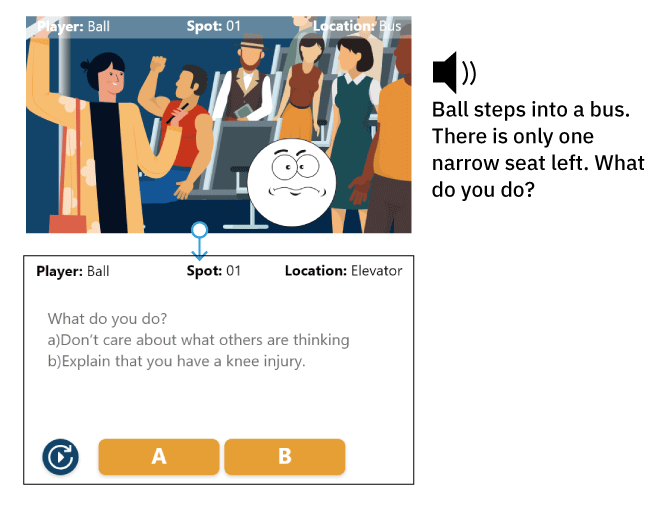 Player: Ball Spot: 01 Location: Bus
Ball steps into a bus.
There is only one
narrow seat left. What
do you do?
Player: Ball Spot: 01 Location: Elevator
What do you do?
a)Don't care about what others are thinking
b)Explain that you have a knee injury.
A B